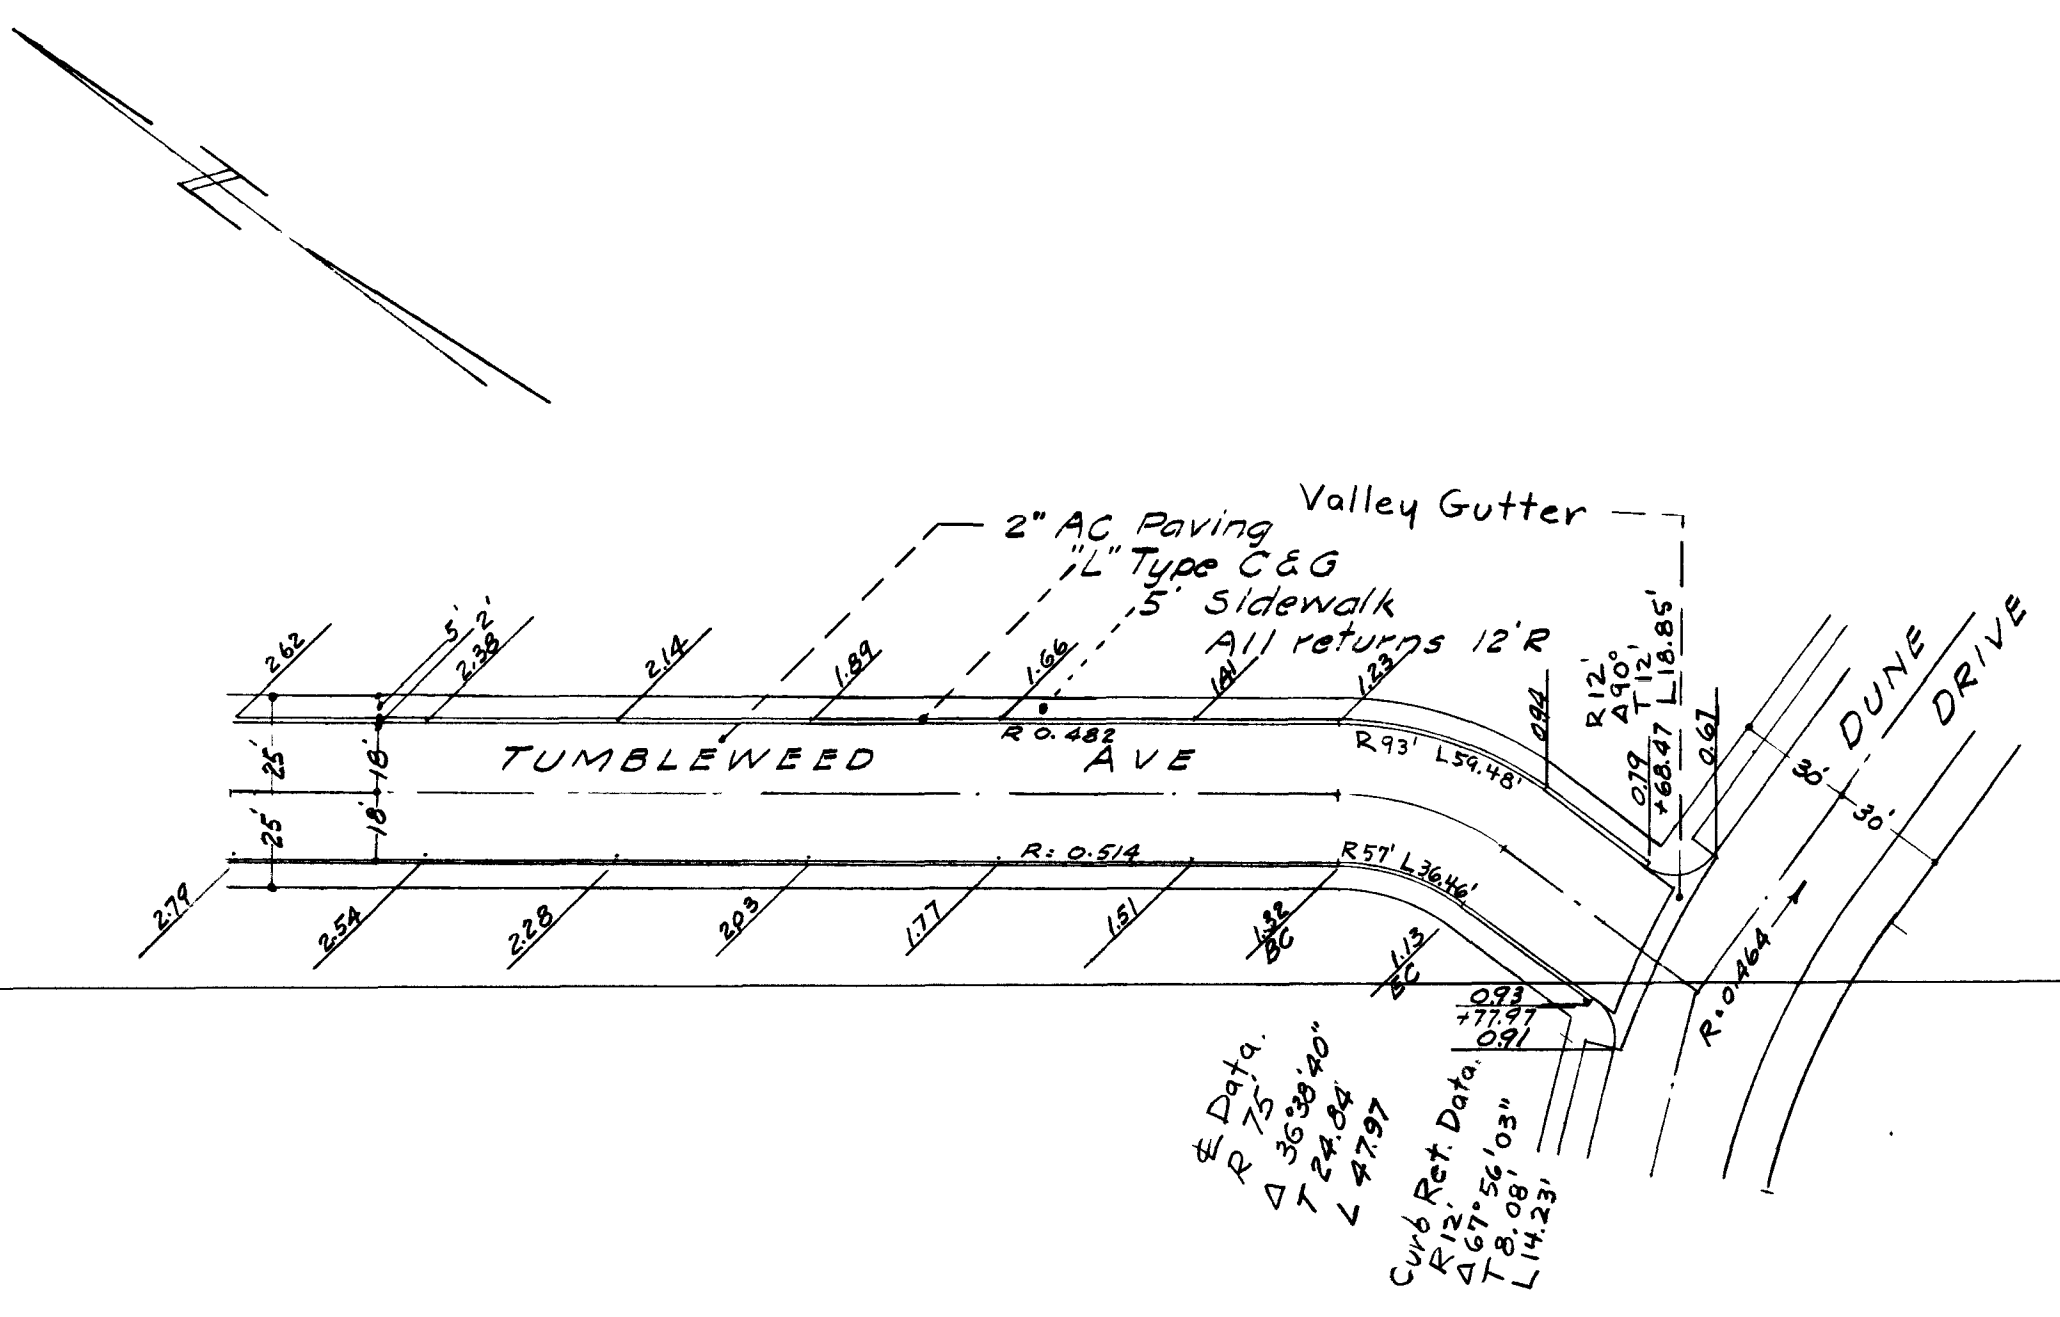 Valley Gutter
2" AC Paving
"L" Type C & G
5' Sidewalk
All returns 12' R
2.62
5' 2'
2.38
2.14
1.89
1.66
1.41
1.23
0.94
R 12'
Δ 90°
T 12'
L 18.85'
0.79
+68.47
0.67
R 0.482
TUMBLEWEED AVE
R 93' L 59.48'
DUNE DRIVE
30'
30'
25'
18'
25'
18'
R: 0.514
R 57' L 36.46'
2.79
2.54
2.28
2.03
1.77
1.51
1.32
BC
1.13
EC
0.93
+77.97
0.91
R = 0.464
℄ Data.
R 75'
Δ 36°38'40"
T 24.84'
L 47.97
Curb Ret. Data.
R 12'
Δ 67°56'03"
T 8.08'
L 14.23'